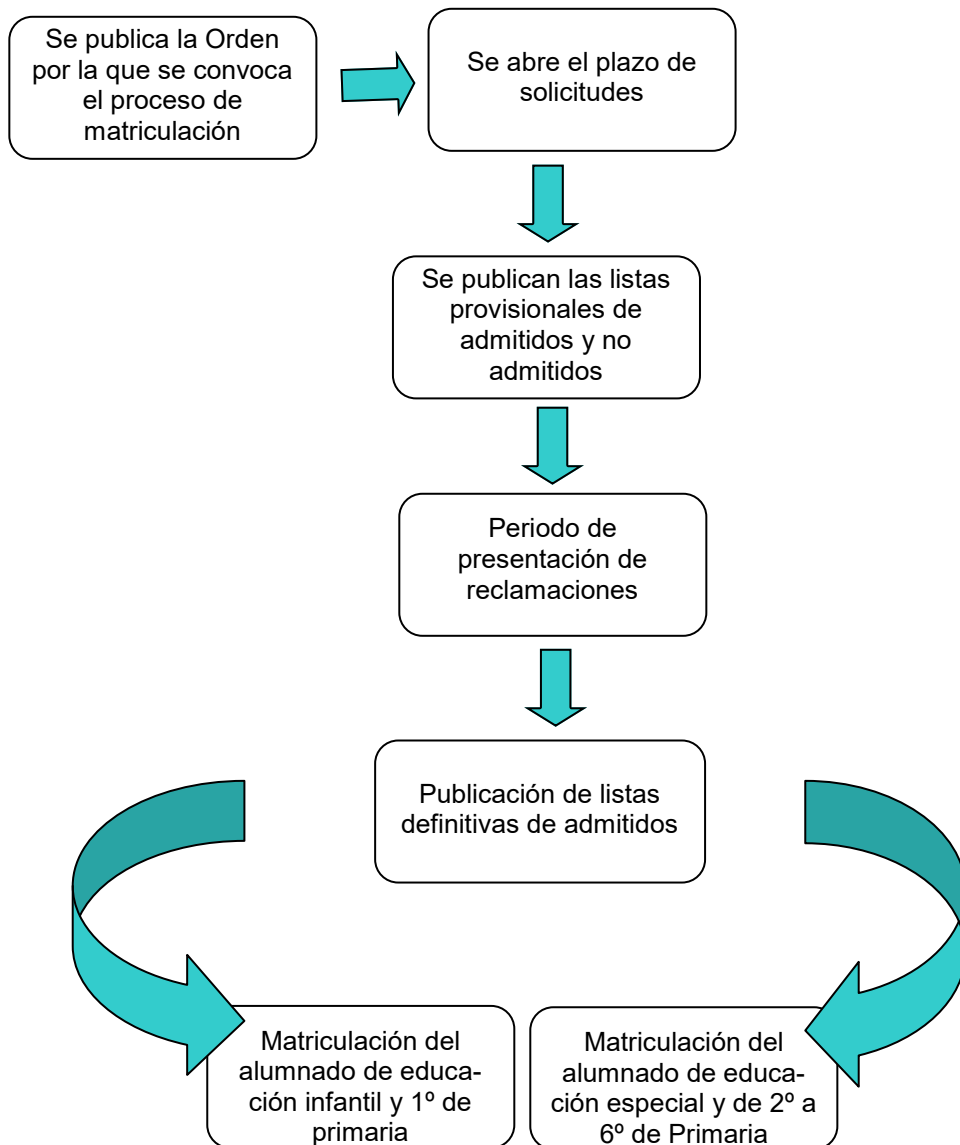 Se publica la Orden
por la que se convoca
el proceso de
matriculación
Se abre el plazo de
solicitudes
Se publican las listas
provisionales de
admitidos y no
admitidos
Periodo de
presentación de
reclamaciones
Publicación de listas
definitivas de admitidos
Matriculación del
alumnado de educa-
ción infantil y 1º de
primaria
Matriculación del
alumnado de educa-
ción especial y de 2º a
6º de Primaria